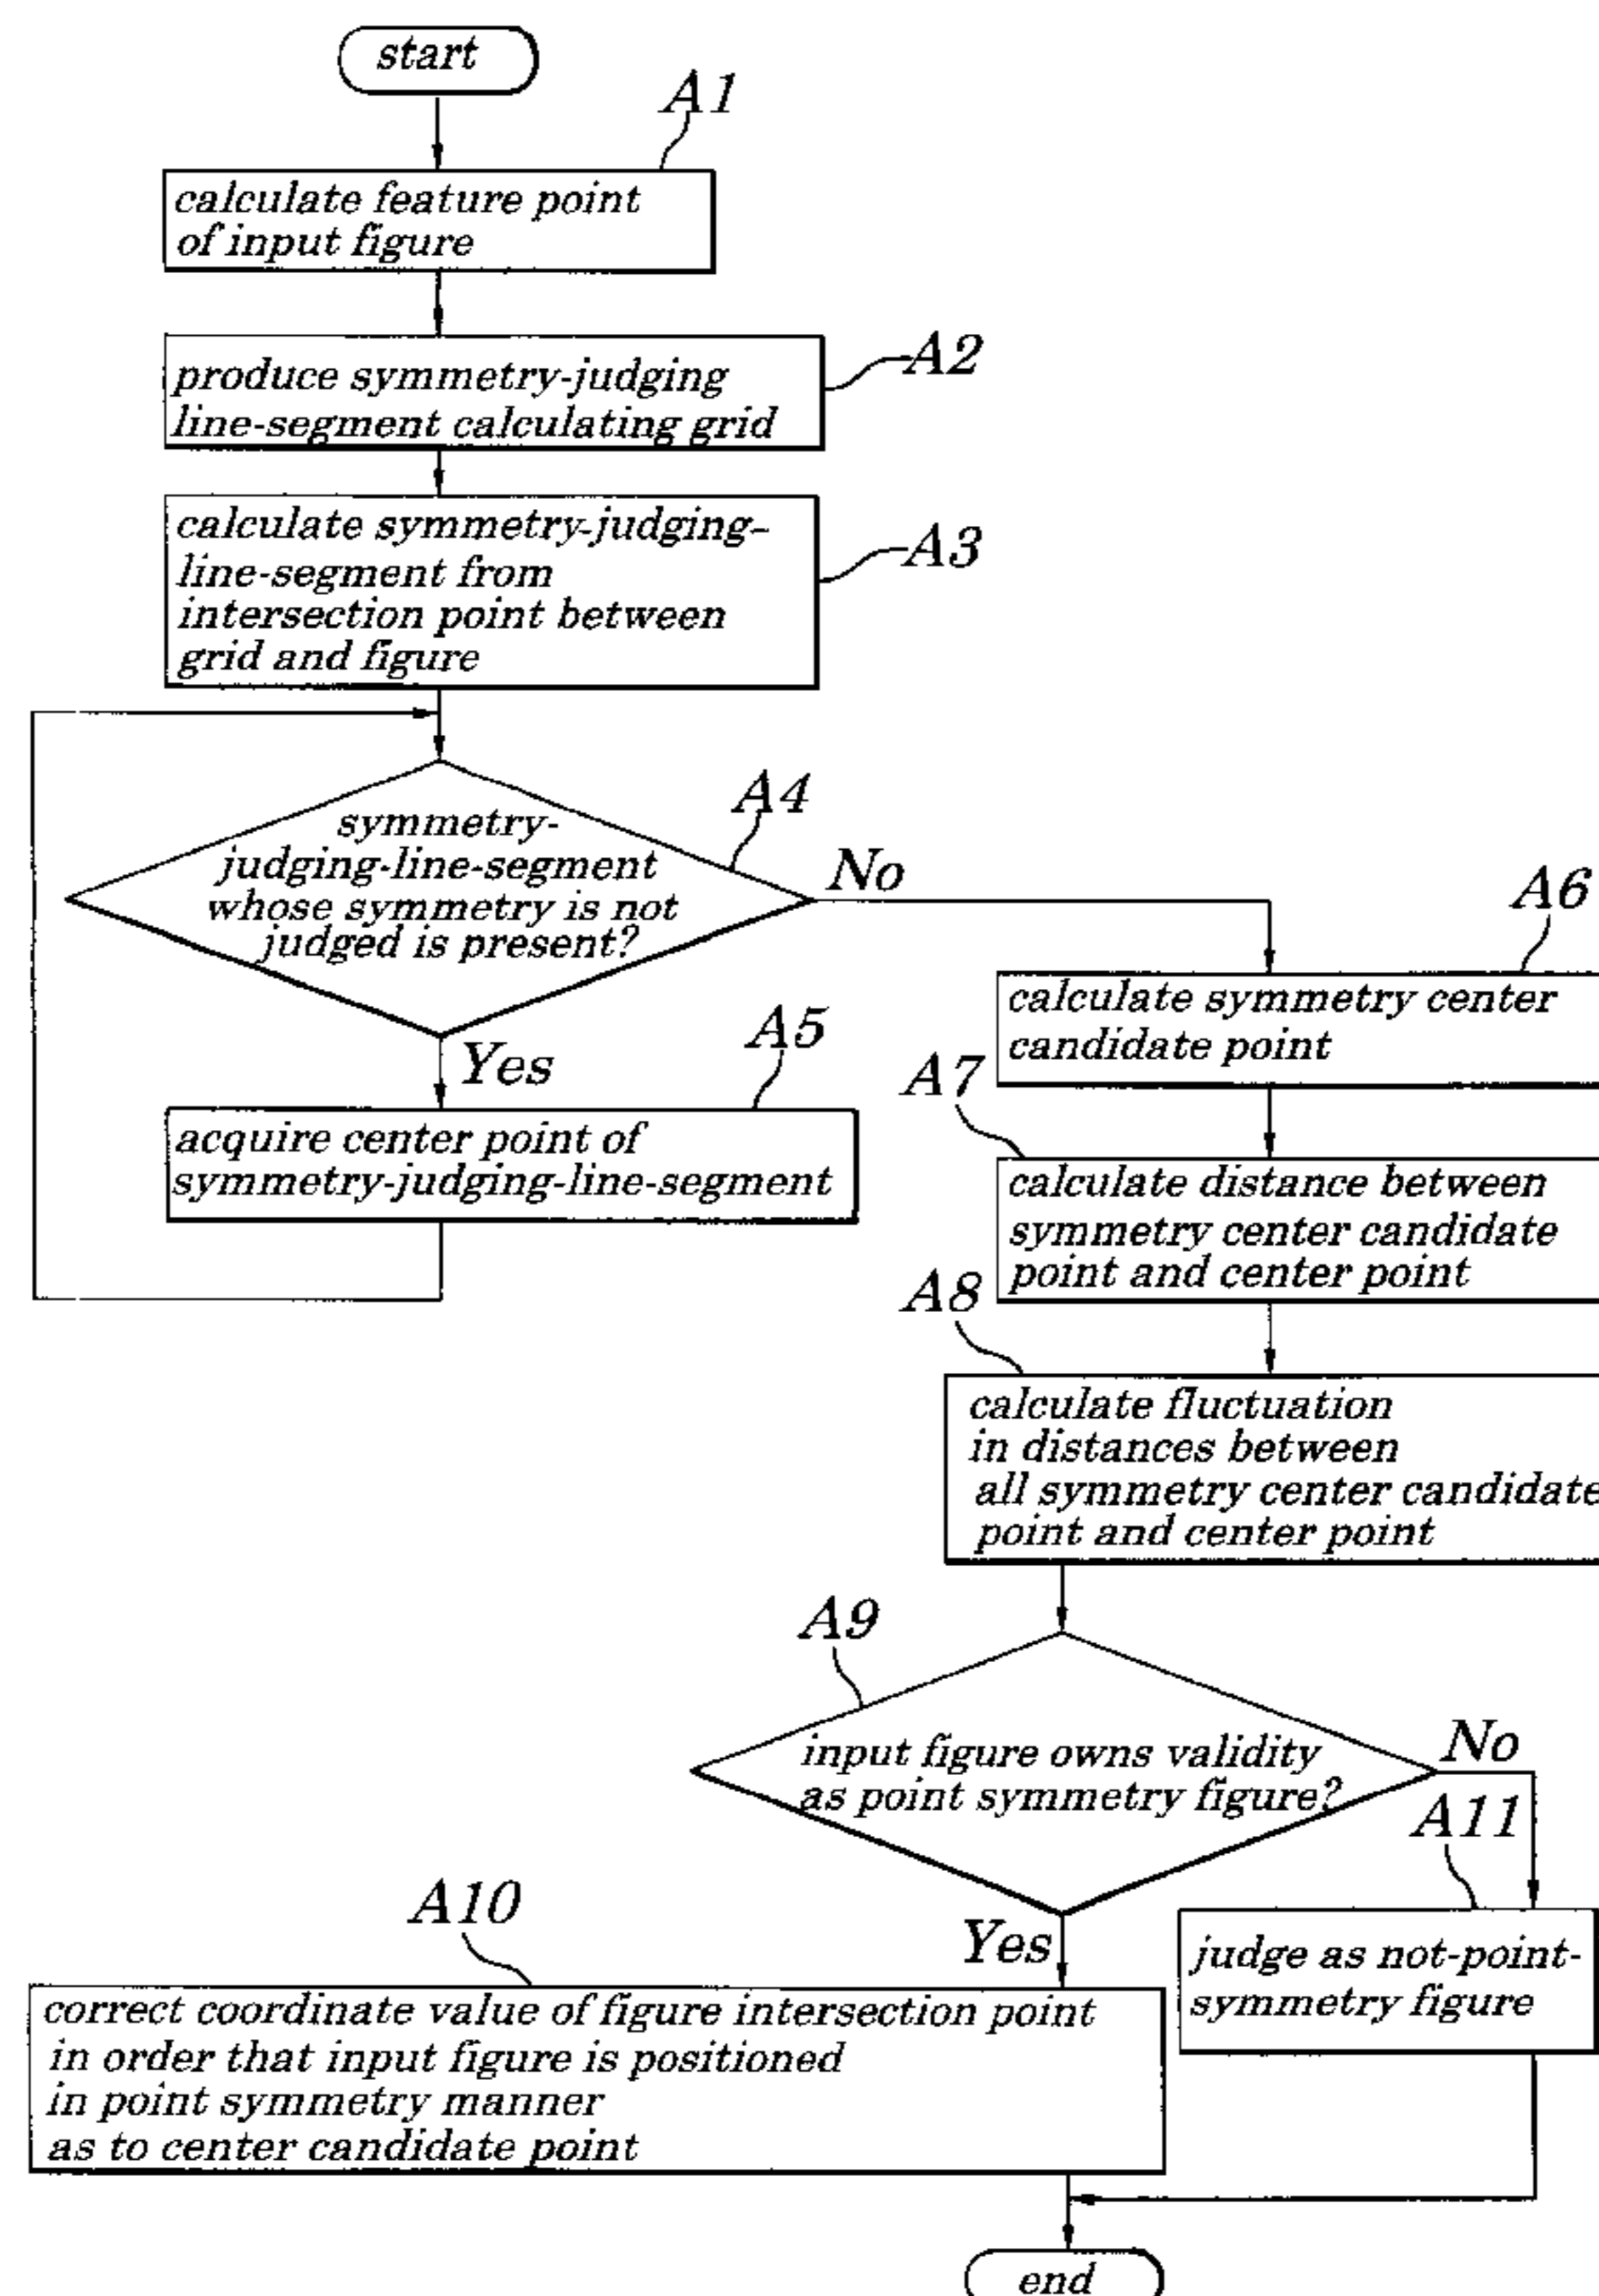 start
A1
calculate feature point
of input figure
A2
produce symmetry-judging
line-segment calculating grid
A3
calculate symmetry-judging-
line-segment from
intersection point between
grid and figure
A4
symmetry-
judging-line-segment
whose symmetry is not
judged is present?
No
Yes
A5
acquire center point of
symmetry-judging-line-segment
A6
calculate symmetry center
candidate point
A7
calculate distance between
symmetry center candidate
point and center point
A8
calculate fluctuation
in distances between
all symmetry center candidate
point and center point
A9
input figure owns validity
as point symmetry figure?
No
Yes
A11
judge as not-point-
symmetry figure
A10
correct coordinate value of figure intersection point
in order that input figure is positioned
in point symmetry manner
as to center candidate point
end